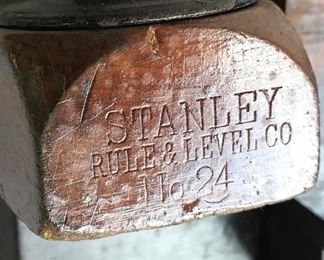 STANLEY
RULE & LEVEL CO
No 24